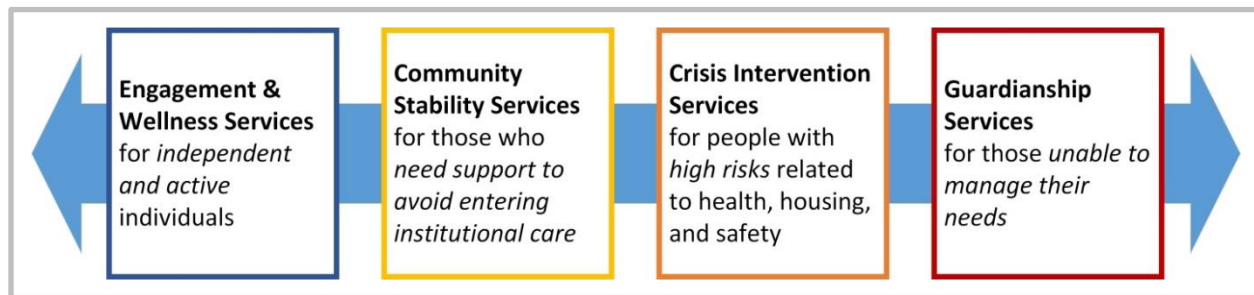 Engagement &
Wellness Services
for independent
and active
individuals
Community
Stability Services
for those who
need support to
avoid entering
institutional care
Crisis Intervention
Services
for people with
high risks related
to health, housing,
and safety
Guardianship
Services
for those unable to
manage their
needs